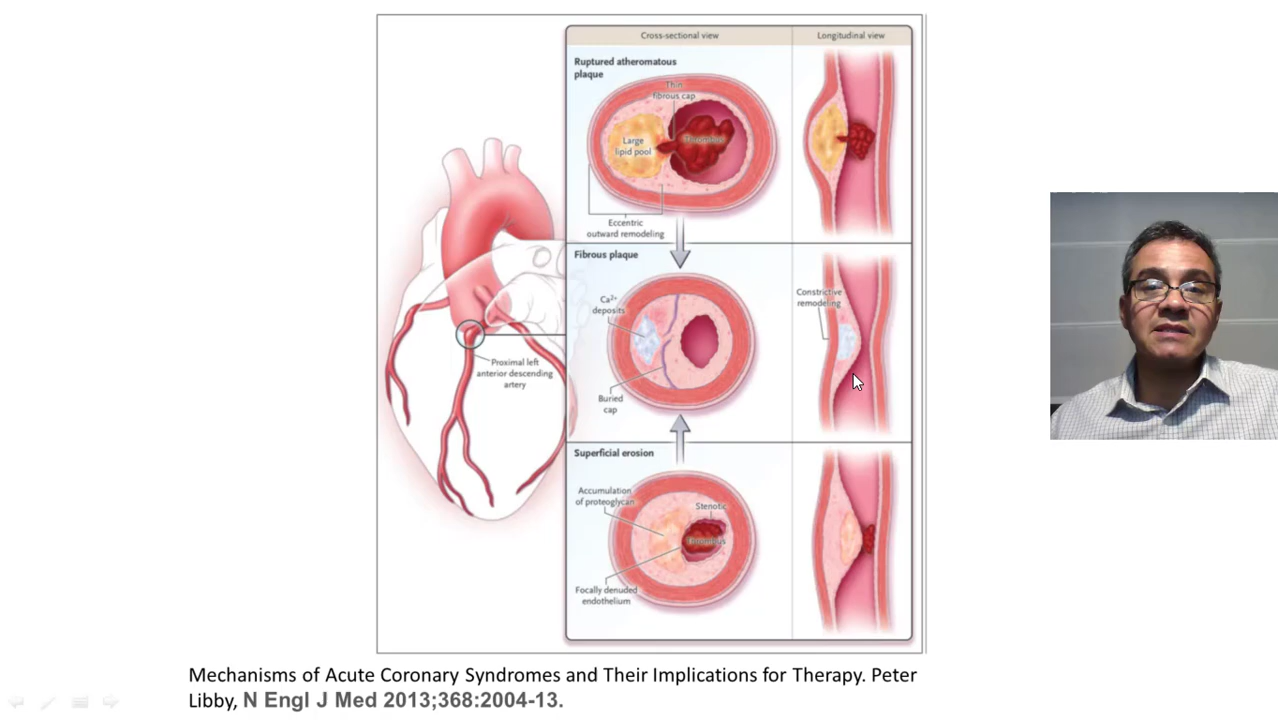 Cross-sectional view
Longitudinal view
Ruptured atheromatous
plaque
Thin
fibrous cap
Large
lipid pool
Thrombus
Eccentric
outward remodeling
Fibrous plaque
Ca²⁺
deposits
Constrictive
remodeling
Proximal left
anterior descending
artery
Buried
cap
Superficial erosion
Accumulation
of proteoglycan
Stenotic
Thrombus
Focally denuded
endothelium
Mechanisms of Acute Coronary Syndromes and Their Implications for Therapy. Peter
Libby, N Engl J Med 2013;368:2004-13.